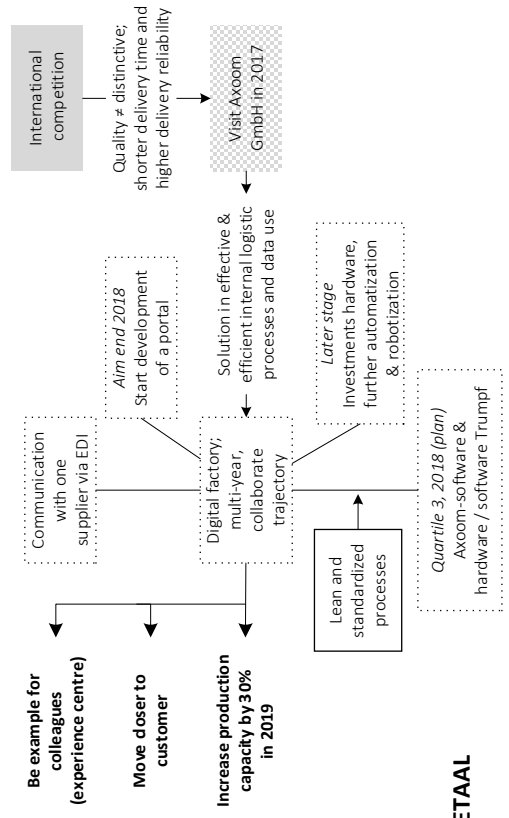 ETAAL
Increase production
capacity by 30%
in 2019
Move closer to
customer
Be example for
colleagues
(experience centre)
Lean and
standardized
processes
Quartile 3, 2018 (plan)
Axoom-software &
hardware / software Trumpf
Digital factory;
multi-year,
collaborate
trajectory
Communication
with one
supplier via EDI
Later stage
Investments hardware,
further automatization
& robotization
Aim end 2018
Start development
of a portal
Solution in effective &
efficient internal logistic
processes and data use
Visit Axoom
GmbH in 2017
Quality ≠ distinctive;
shorter delivery time and
higher delivery reliability
International
competition